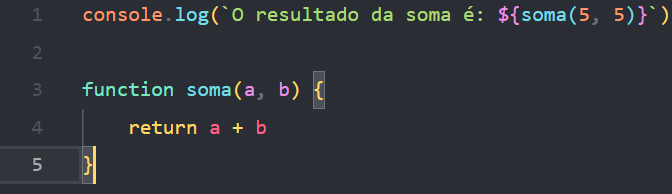 1 console.log(`O resultado da soma é: ${soma(5, 5)}`)
2
3 function soma(a, b) {
4 return a + b
5 }